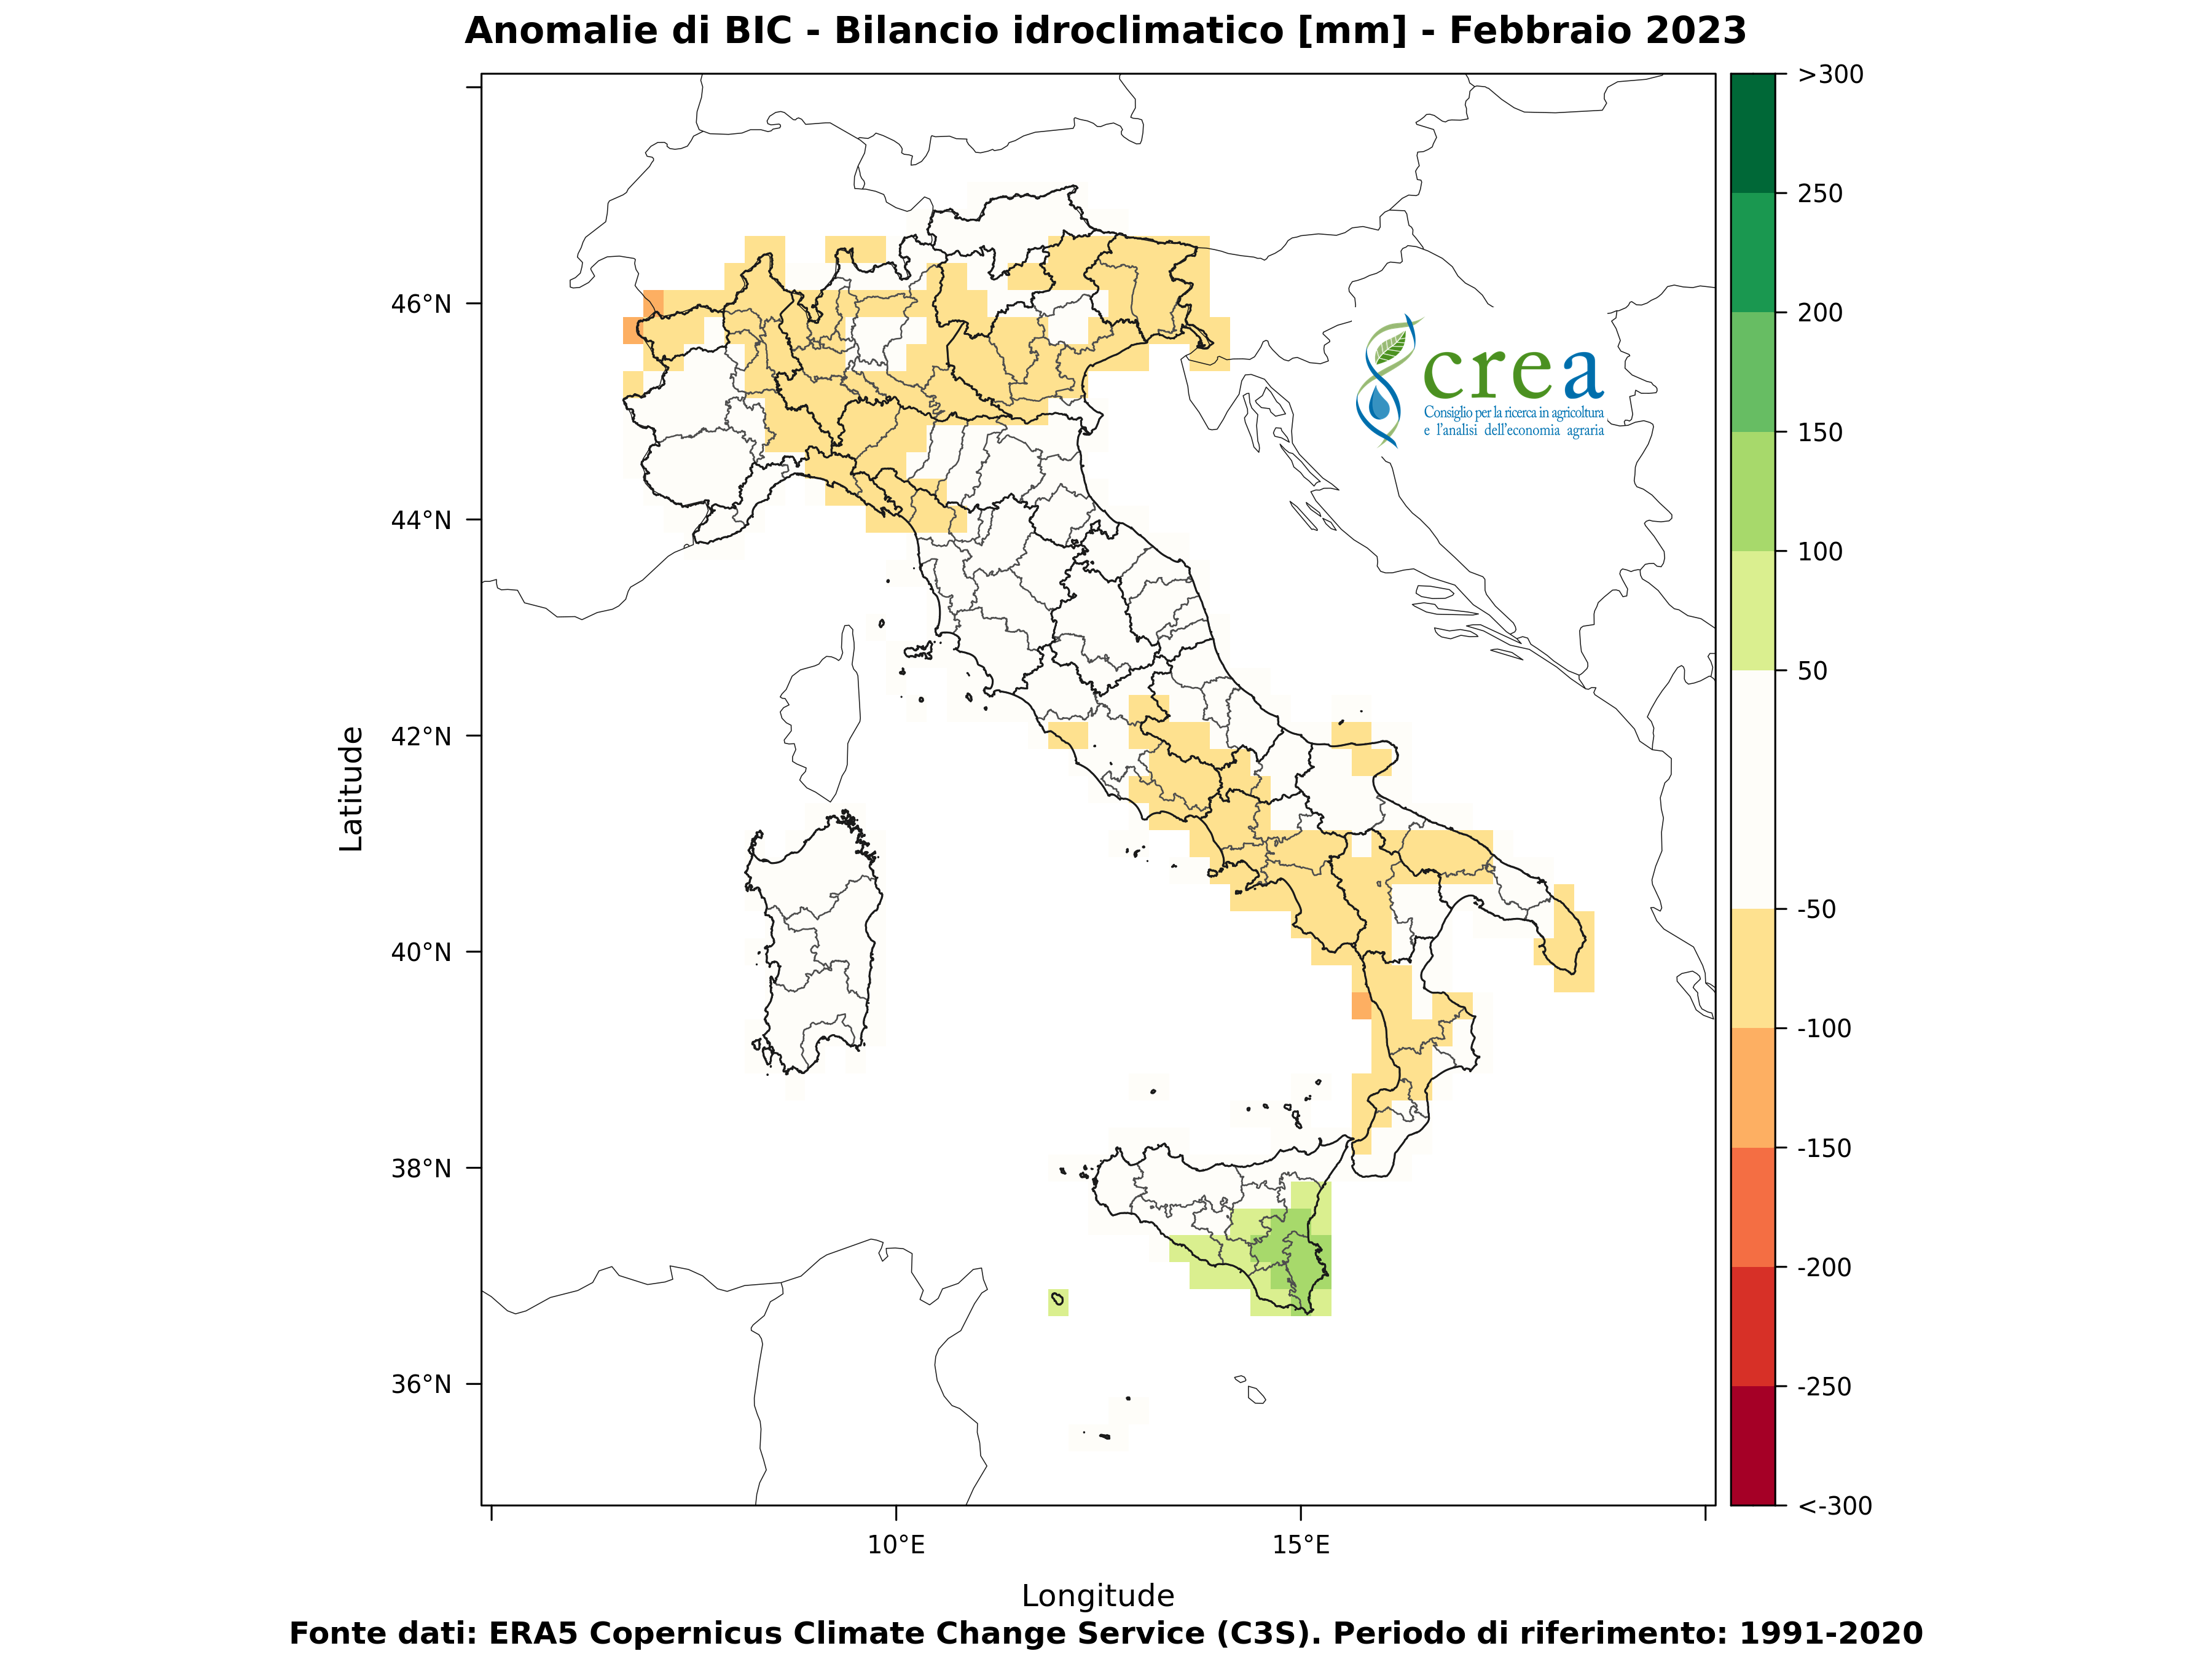 Anomalie di BIC - Bilancio idroclimatico [mm] - Febbraio 2023
>300
250
200
150
100
50
-50
-100
-150
-200
-250
<-300
46°N
44°N
42°N
40°N
38°N
36°N
Latitude
crea
Consiglio per la ricerca in agricoltura
e l'analisi dell'economia agraria
10°E
15°E
Longitude
Fonte dati: ERA5 Copernicus Climate Change Service (C3S). Periodo di riferimento: 1991-2020